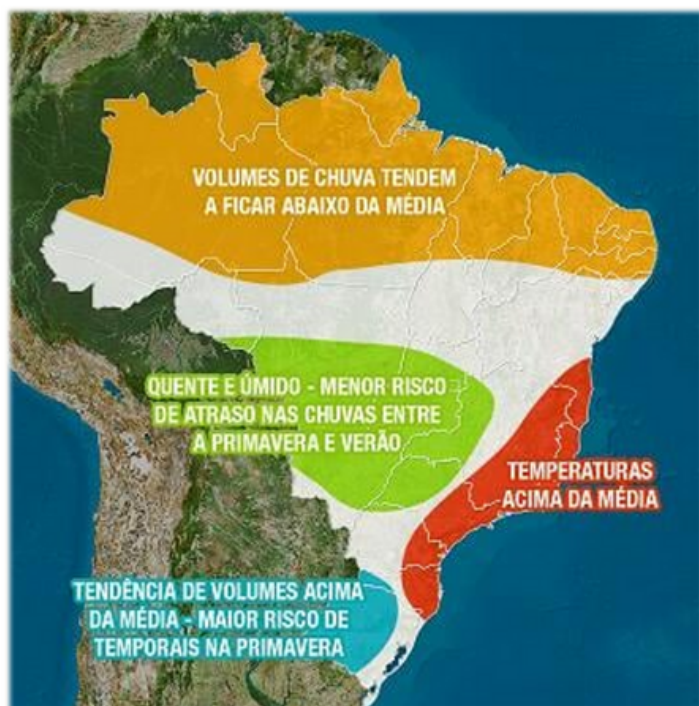 VOLUMES DE CHUVA TENDEM
A FICAR ABAIXO DA MÉDIA
QUENTE E ÚMIDO - MENOR RISCO
DE ATRASO NAS CHUVAS ENTRE
A PRIMAVERA E VERÃO
TEMPERATURAS
ACIMA DA MÉDIA
TENDÊNCIA DE VOLUMES ACIMA
DA MÉDIA - MAIOR RISCO DE
TEMPORAIS NA PRIMAVERA